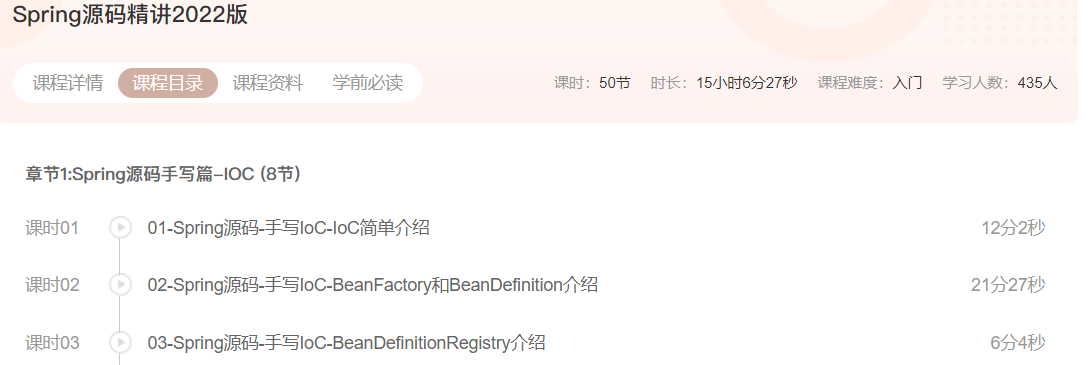 Spring源码精讲2022版
课程详情 课程目录 课程资料 学前必读 课时：50节 时长：15小时6分27秒 课程难度：入门 学习人数：435人
章节1:Spring源码手写篇-IOC (8节)
课时01 01-Spring源码-手写IoC-IoC简单介绍 12分2秒
课时02 02-Spring源码-手写IoC-BeanFactory和BeanDefinition介绍 21分27秒
课时03 03-Spring源码-手写IoC-BeanDefinitionRegistry介绍 6分4秒